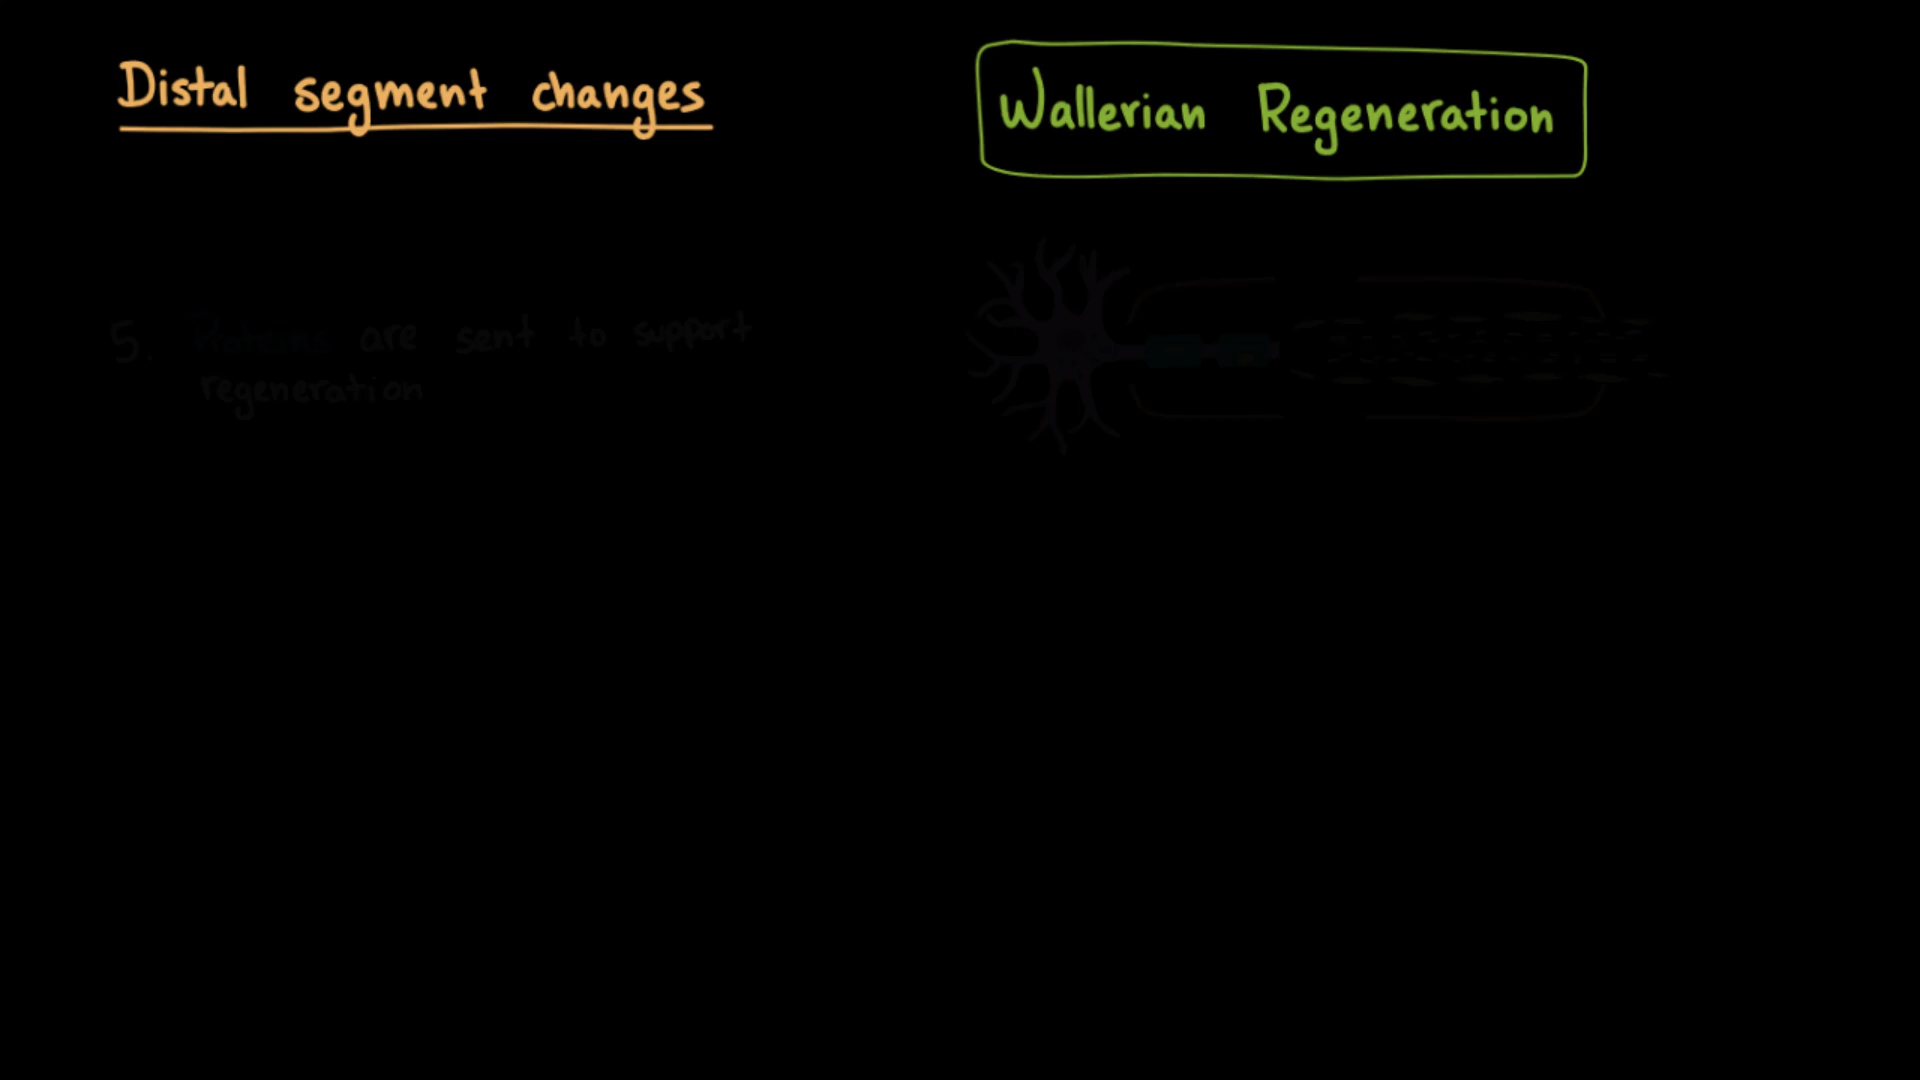 Distal segment changes
Wallerian Regeneration
5. Proteins are sent to support
regeneration